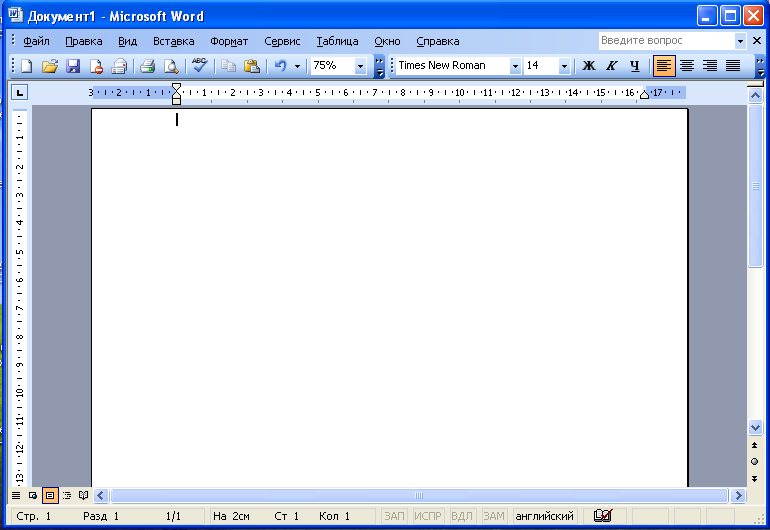 Документ1 - Microsoft Word
Файл Правка Вид Вставка Формат Сервис Таблица Окно Справка Введите вопрос
ABC 75% Times New Roman 14 Ж К Ч
3 2 1 1 2 3 4 5 6 7 8 9 10 11 12 13 14 15 16 17
1
2
3
4
5
6
7
8
9
10
11
12
13
Стр. 1 Разд 1 1/1 На 2см Ст 1 Кол 1 ЗАП ИСПР ВДЛ ЗАМ английский